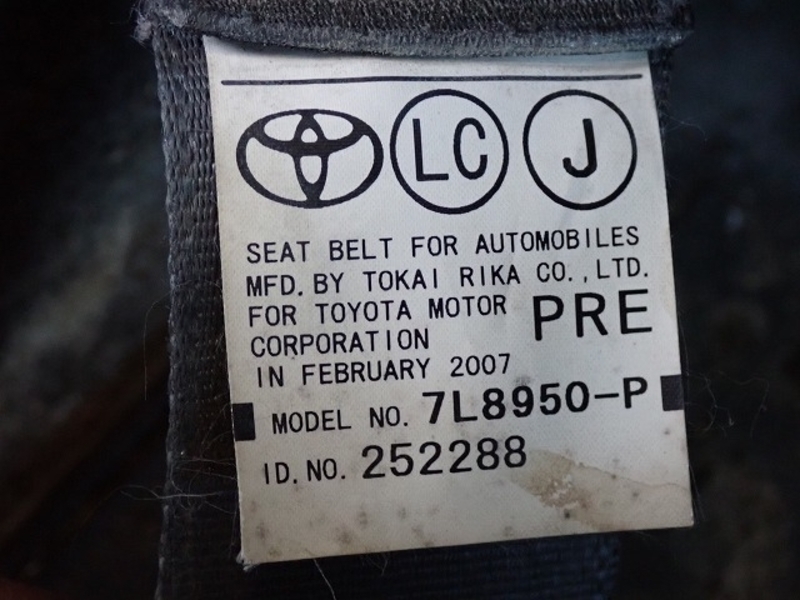 LC J
SEAT BELT FOR AUTOMOBILES
MFD. BY TOKAI RIKA CO., LTD.
FOR TOYOTA MOTOR PRE
CORPORATION
IN FEBRUARY 2007
MODEL NO. 7L8950-P
ID. NO. 252288